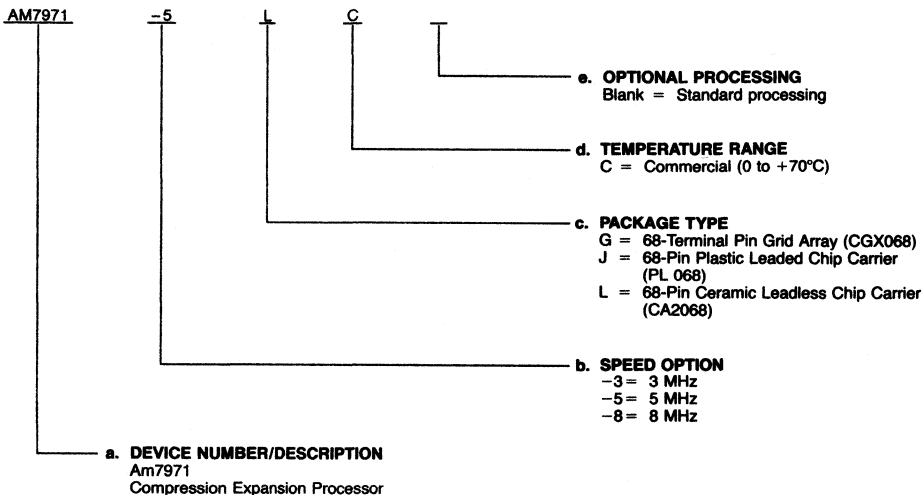 AM7971 −5 L C
e. OPTIONAL PROCESSING
Blank = Standard processing
d. TEMPERATURE RANGE
C = Commercial (0 to +70°C)
c. PACKAGE TYPE
G = 68-Terminal Pin Grid Array (CGX068)
J = 68-Pin Plastic Leaded Chip Carrier
(PL 068)
L = 68-Pin Ceramic Leadless Chip Carrier
(CA2068)
b. SPEED OPTION
−3= 3 MHz
−5= 5 MHz
−8= 8 MHz
a. DEVICE NUMBER/DESCRIPTION
Am7971
Compression Expansion Processor